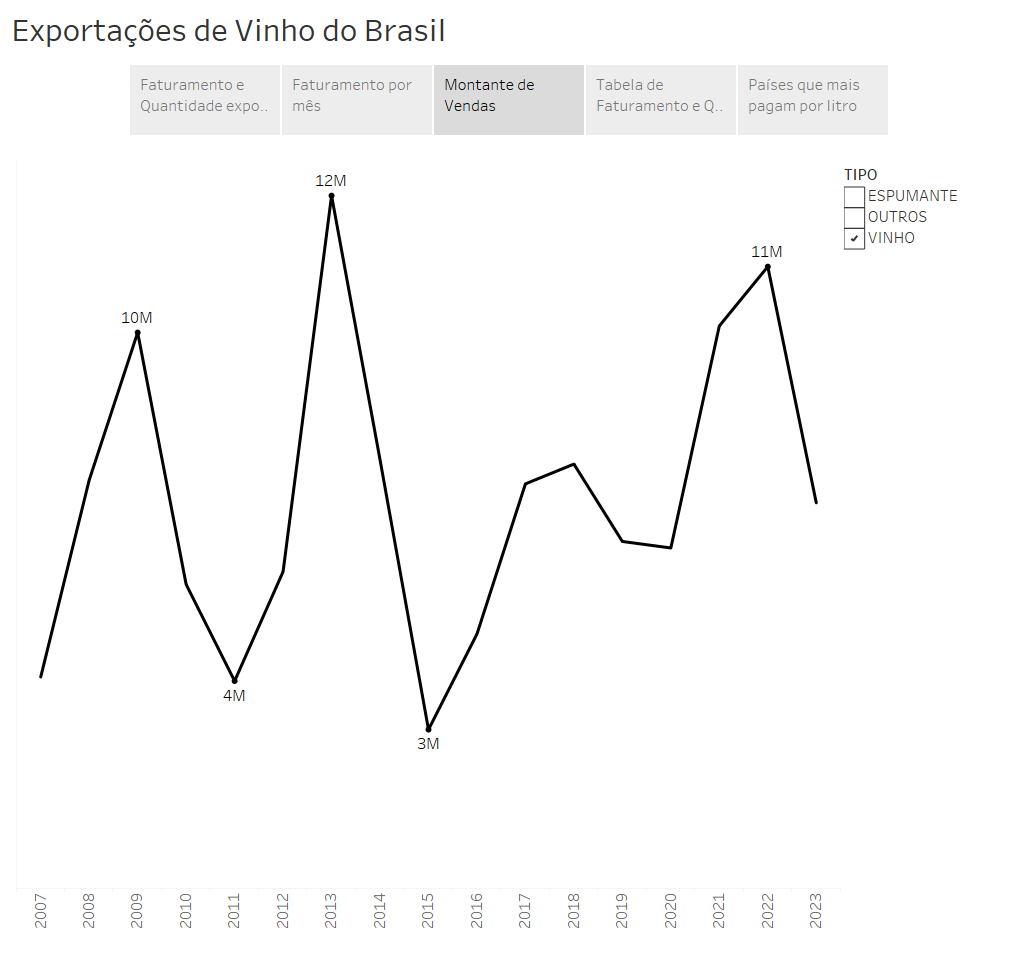 Exportações de Vinho do Brasil
Faturamento e
Quantidade expo..
Faturamento por
mês
Montante de
Vendas
Tabela de
Faturamento e Q..
Países que mais
pagam por litro
TIPO
ESPUMANTE
OUTROS
VINHO
12M
11M
10M
4M
3M
2007
2008
2009
2010
2011
2012
2013
2014
2015
2016
2017
2018
2019
2020
2021
2022
2023